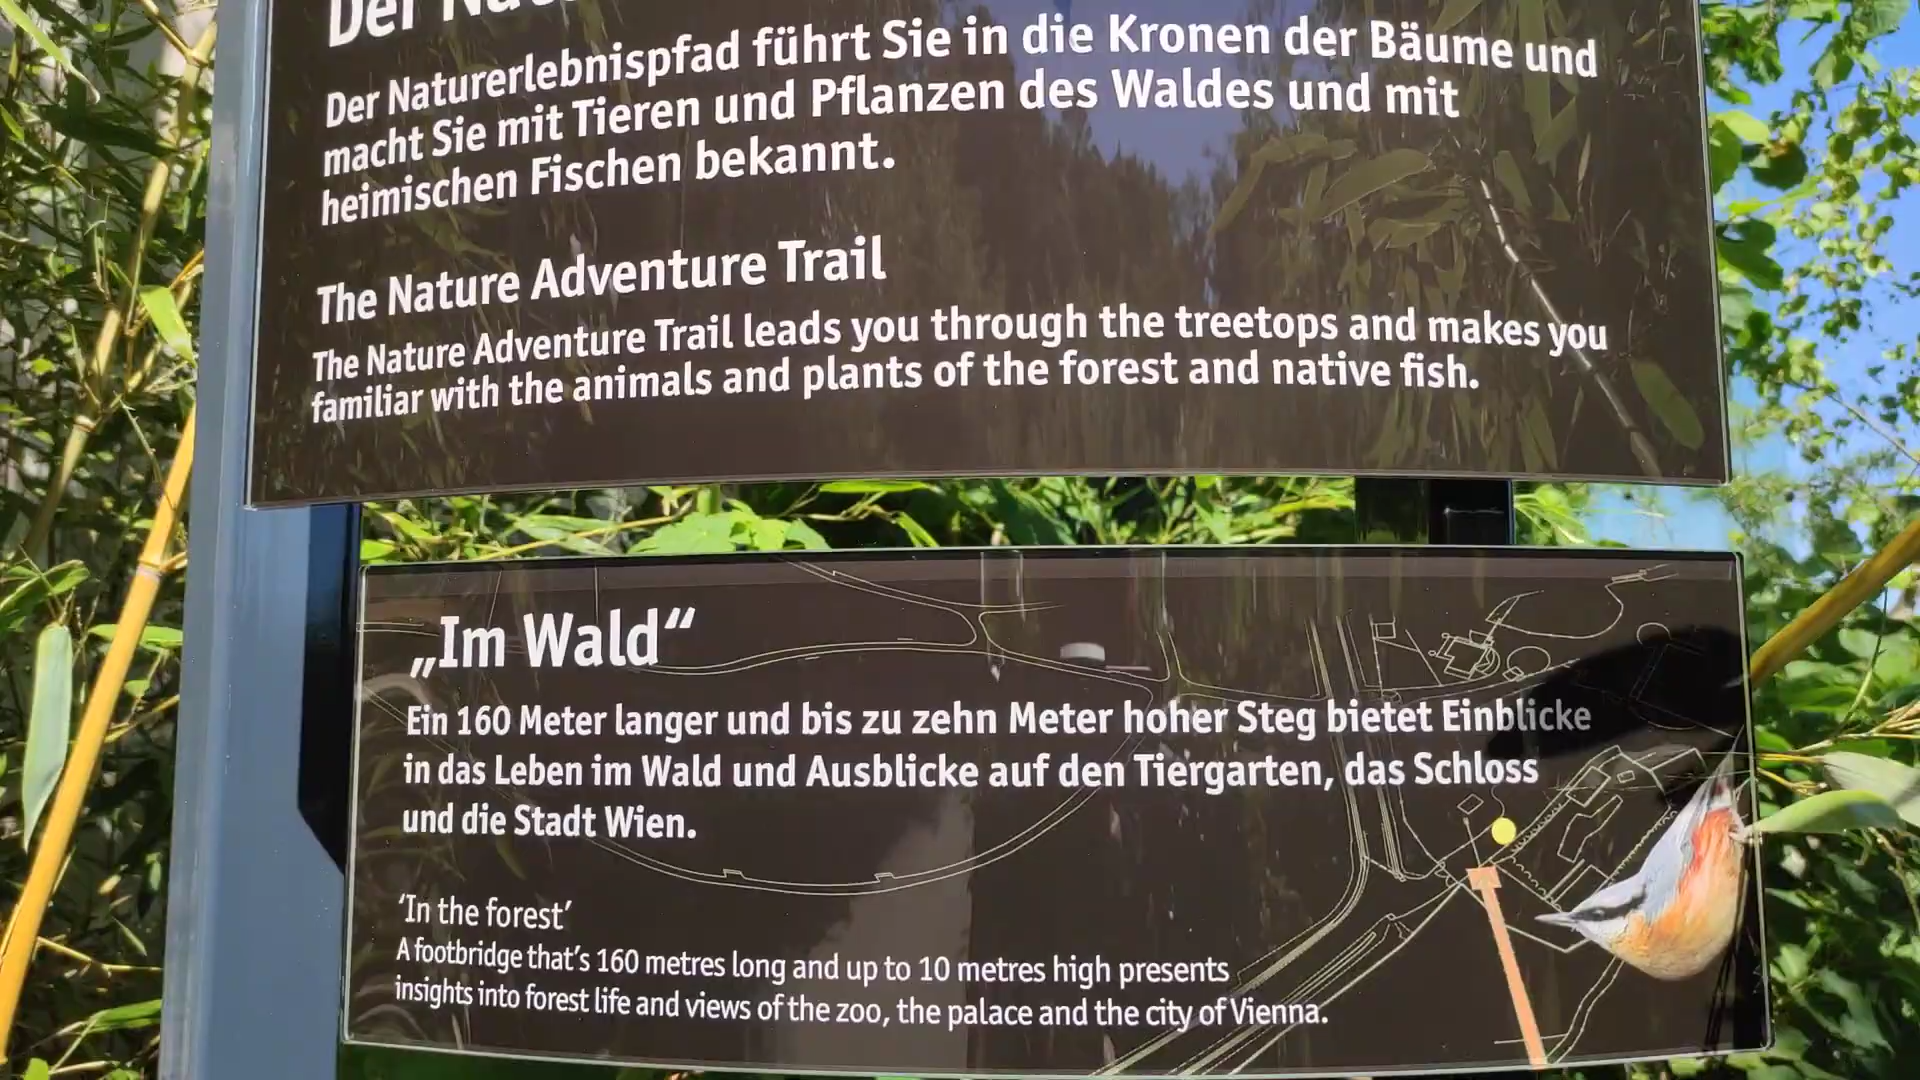 Der
Der Naturerlebnispfad führt Sie in die Kronen der Bäume und
macht Sie mit Tieren und Pflanzen des Waldes und mit
heimischen Fischen bekannt.
The Nature Adventure Trail
The Nature Adventure Trail leads you through the treetops and makes you
familiar with the animals and plants of the forest and native fish.
„Im Wald“
Ein 160 Meter langer und bis zu zehn Meter hoher Steg bietet Einblicke
in das Leben im Wald und Ausblicke auf den Tiergarten, das Schloss
und die Stadt Wien.
‘In the forest’
A footbridge that’s 160 metres long and up to 10 metres high presents
insights into forest life and views of the zoo, the palace and the city of Vienna.